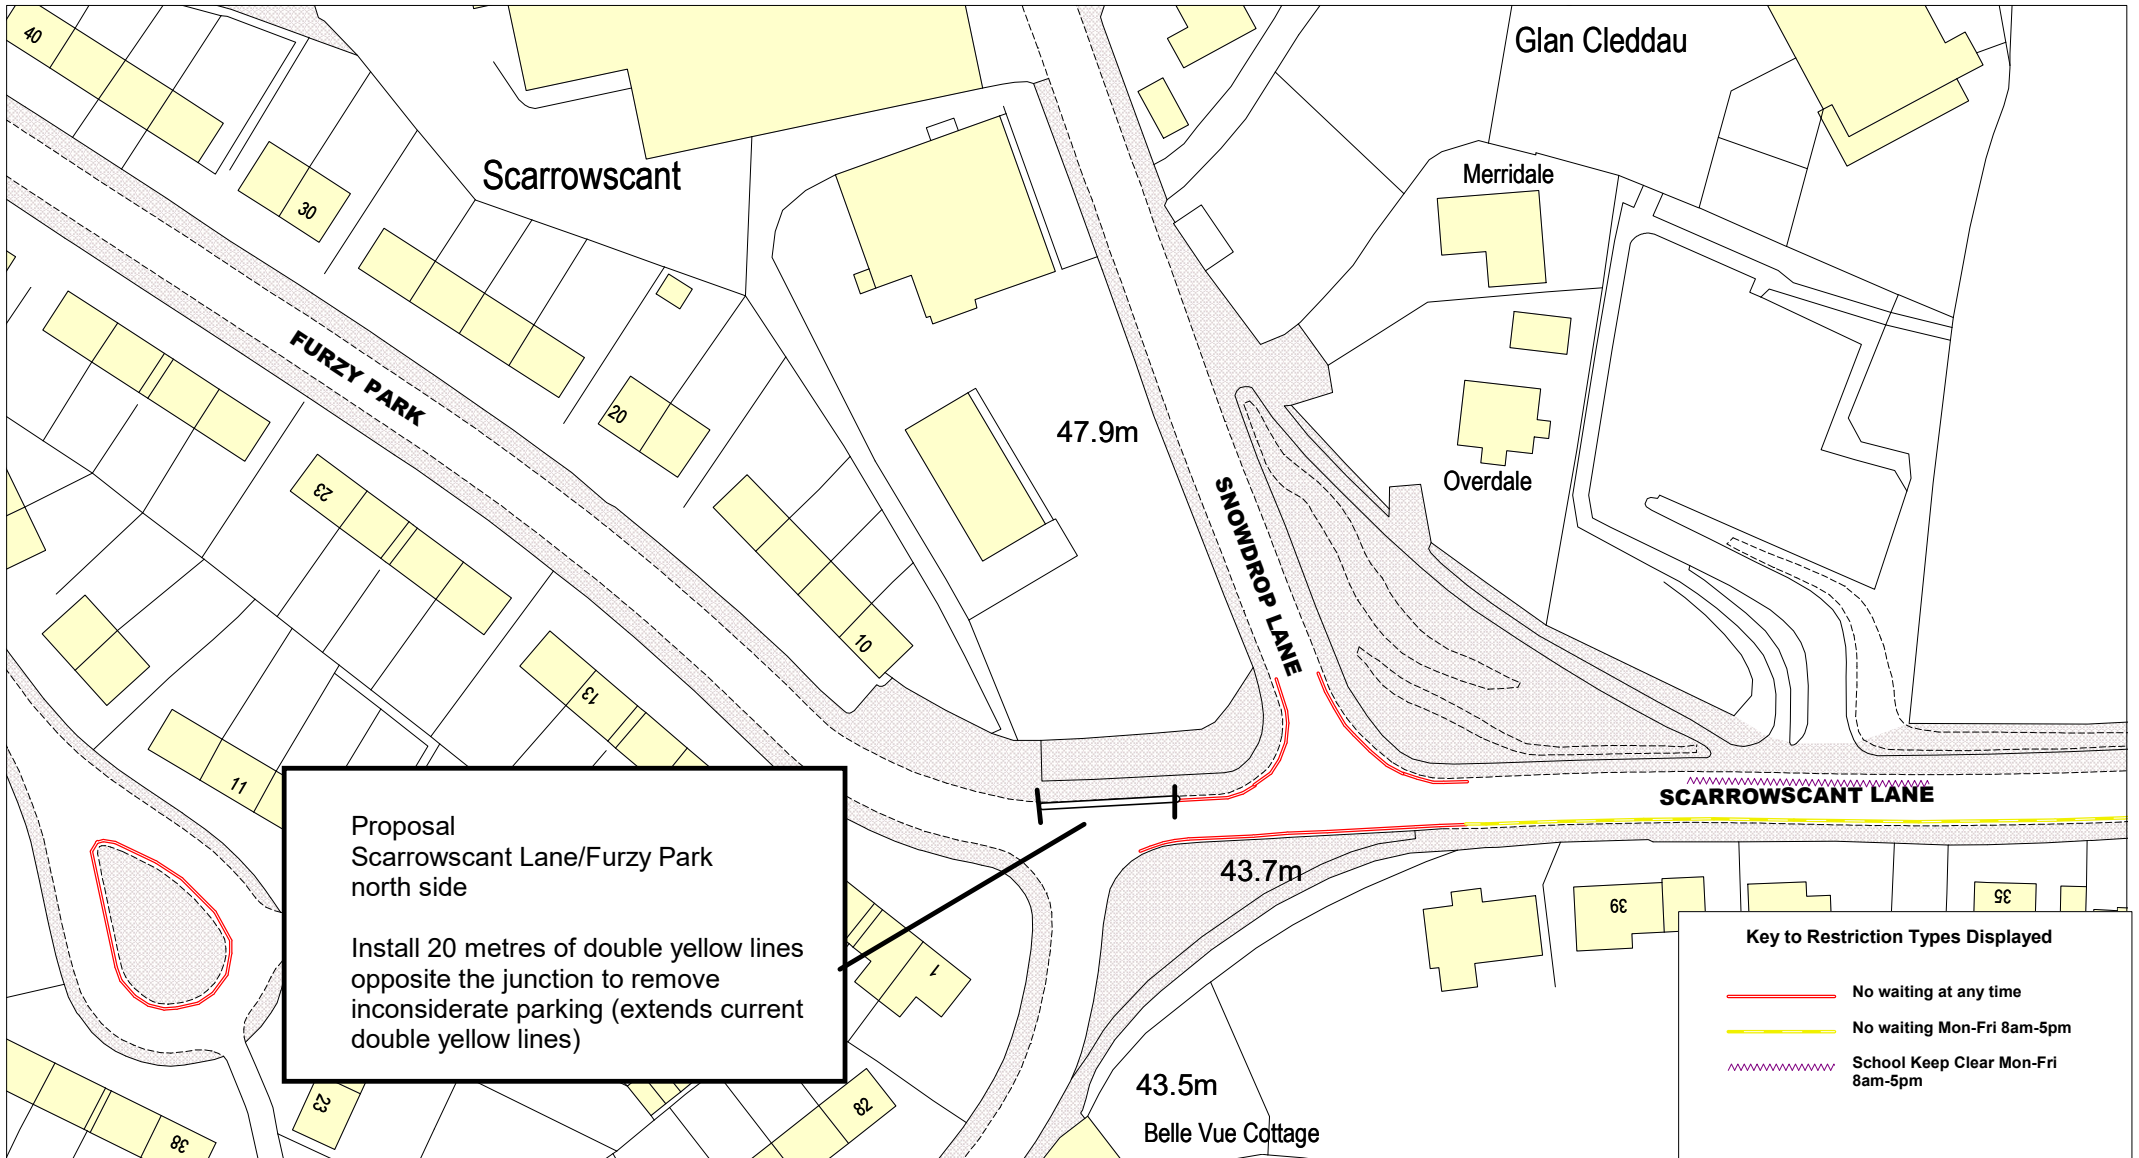 40
Glan Cleddau
Scarrowscant
Merridale
30
FURZY PARK
20
47.9m
Overdale
23
SNOWDROP LANE
10
13
11
SCARROWSCANT LANE
Proposal
Scarrowscant Lane/Furzy Park
north side
Install 20 metres of double yellow lines
opposite the junction to remove
inconsiderate parking (extends current
double yellow lines)
43.7m
39
35
1
Key to Restriction Types Displayed
No waiting at any time
No waiting Mon-Fri 8am-5pm
School Keep Clear Mon-Fri
8am-5pm
43.5m
23
82
38
Belle Vue Cottage